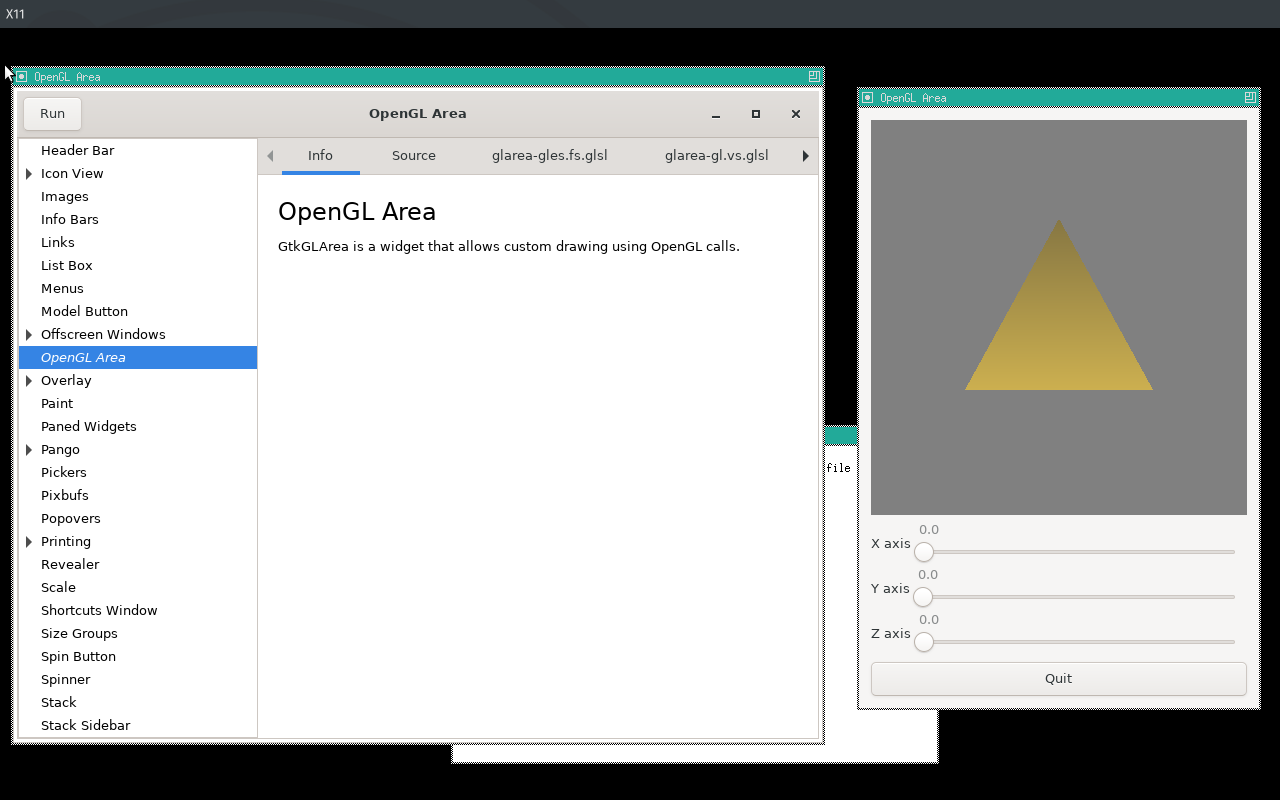 X11
OpenGL Area
Run
OpenGL Area
Header Bar
Icon View
Images
Info Bars
Links
List Box
Menus
Model Button
Offscreen Windows
OpenGL Area
Overlay
Paint
Paned Widgets
Pango
Pickers
Pixbufs
Popovers
Printing
Revealer
Scale
Shortcuts Window
Size Groups
Spin Button
Spinner
Stack
Stack Sidebar
Info Source glarea-gles.fs.glsl glarea-gl.vs.glsl
OpenGL Area
GtkGLArea is a widget that allows custom drawing using OpenGL calls.
file
OpenGL Area
0.0
X axis
0.0
Y axis
0.0
Z axis
Quit